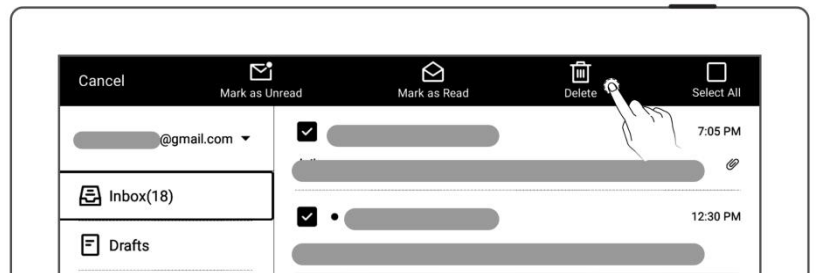 Cancel
Mark as Unread
Mark as Read
Delete
Select All
@gmail.com
7:05 PM
Inbox(18)
12:30 PM
Drafts